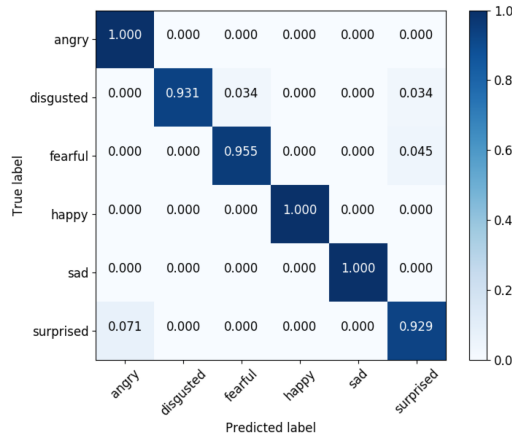 angry 1.000 0.000 0.000 0.000 0.000 0.000
disgusted 0.000 0.931 0.034 0.000 0.000 0.034
fearful 0.000 0.000 0.955 0.000 0.000 0.045
happy 0.000 0.000 0.000 1.000 0.000 0.000
sad 0.000 0.000 0.000 0.000 1.000 0.000
surprised 0.071 0.000 0.000 0.000 0.000 0.929
angry disgusted fearful happy sad surprised
True label
Predicted label
1.0
0.8
0.6
0.4
0.2
0.0